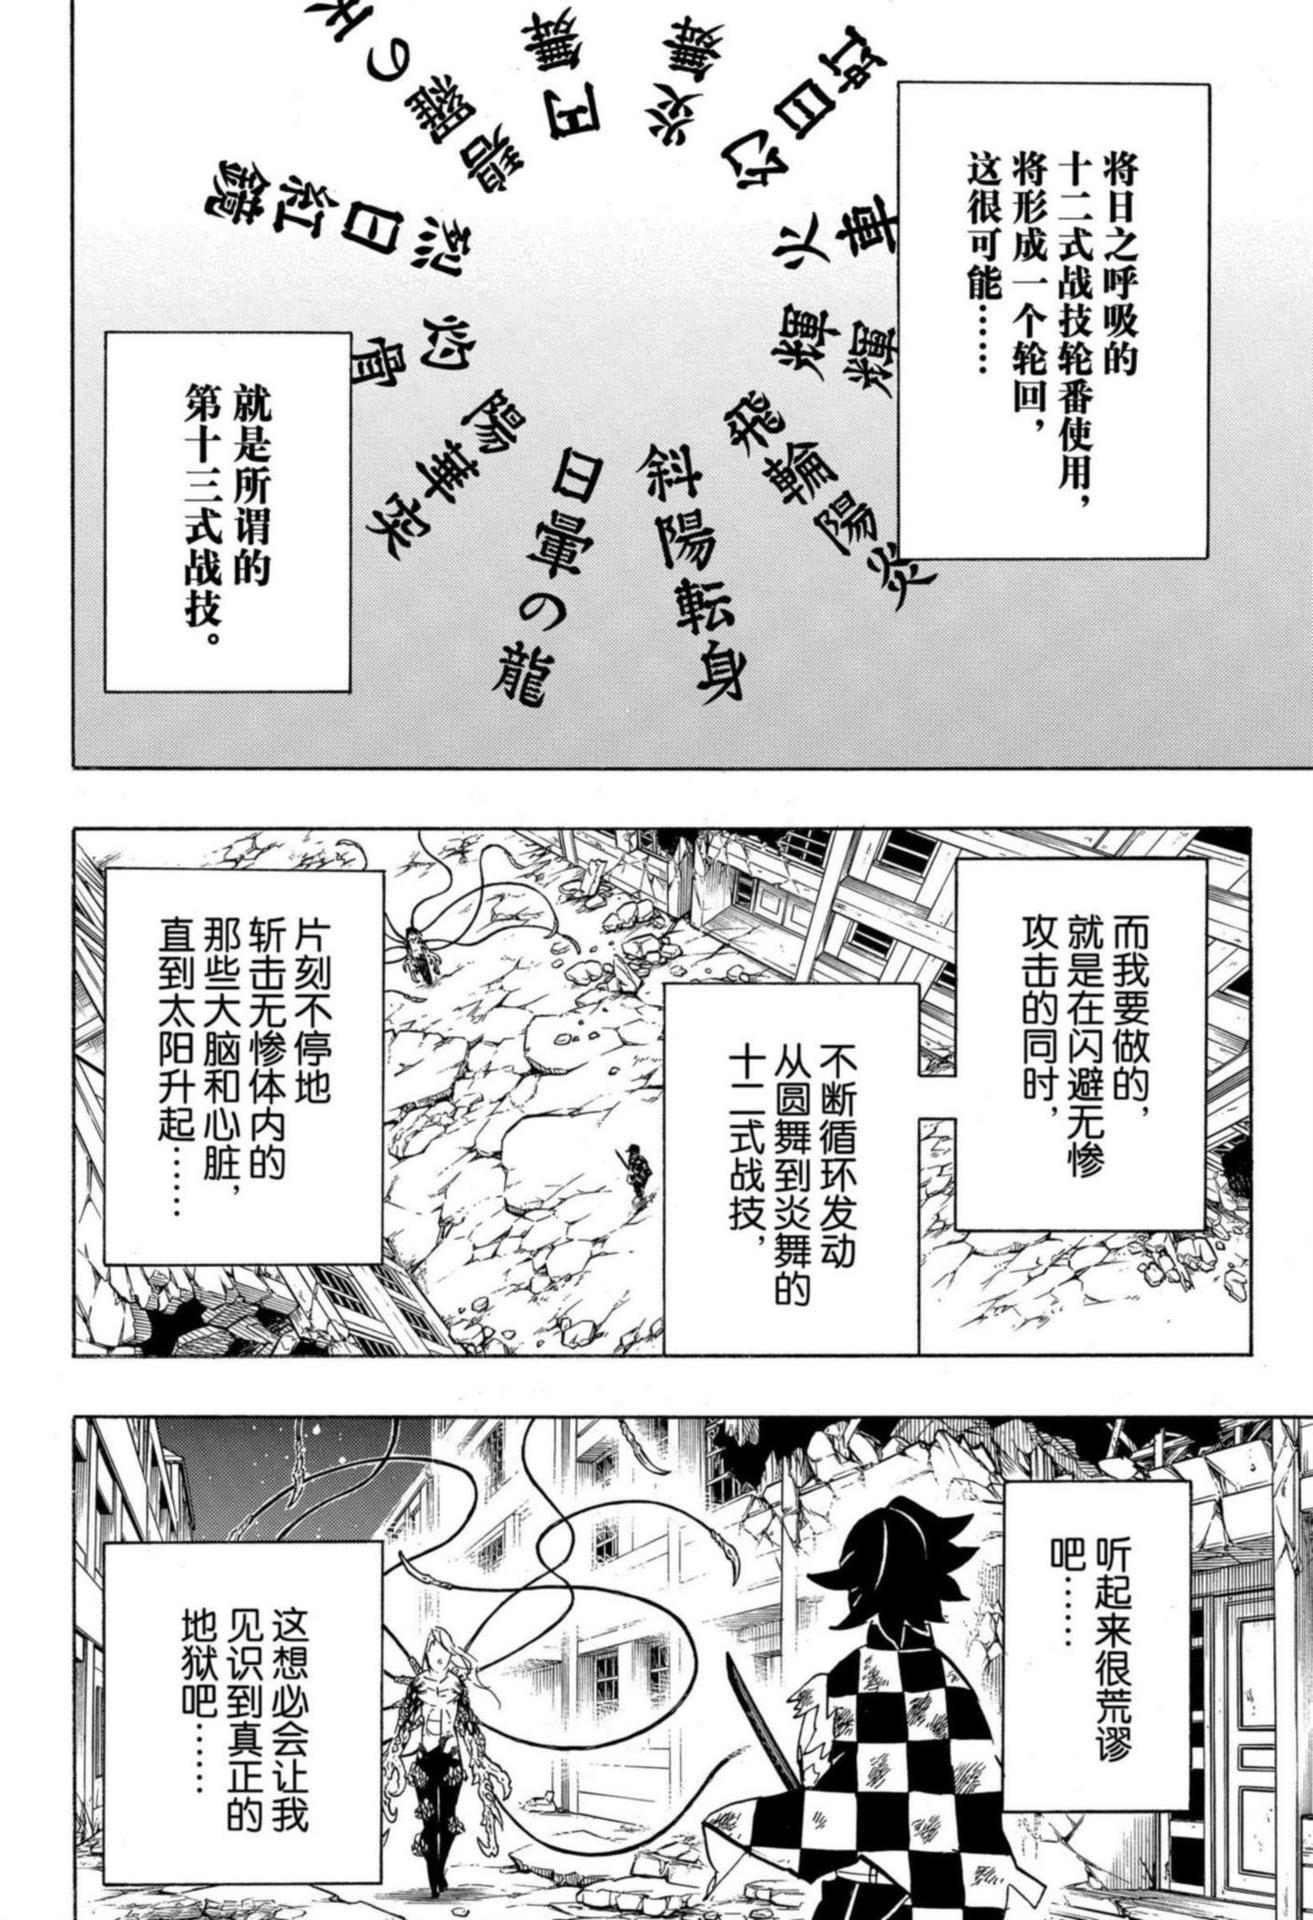 将日之呼吸的
十二式战技轮番使用，
将形成一个轮回，
这很可能……
円舞
碧羅の天
烈日紅鏡
灼骨
陽華突
日暈の龍
斜陽転身
飛輪陽炎
輝輝
火車
幻日虹
炎舞
就是所谓的
第十三式战技。
而我要做的，
就是在闪避无惨
攻击的同时，
不断循环发动
从圆舞到炎舞的
十二式战技，
片刻不停地
斩击无惨体内的
那些大脑和心脏，
直到太阳升起……
听起来很荒谬
吧……
这想必会让我
见识到真正的
地狱吧……